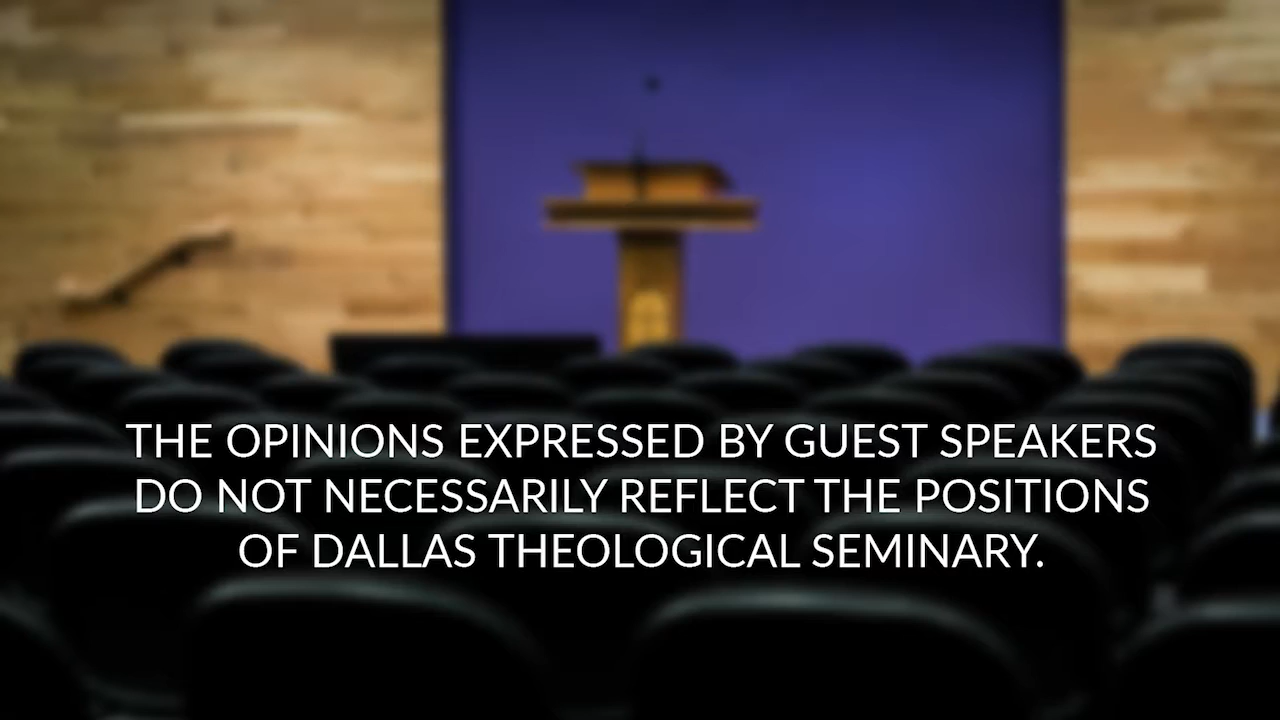 THE OPINIONS EXPRESSED BY GUEST SPEAKERS
DO NOT NECESSARILY REFLECT THE POSITIONS
OF DALLAS THEOLOGICAL SEMINARY.